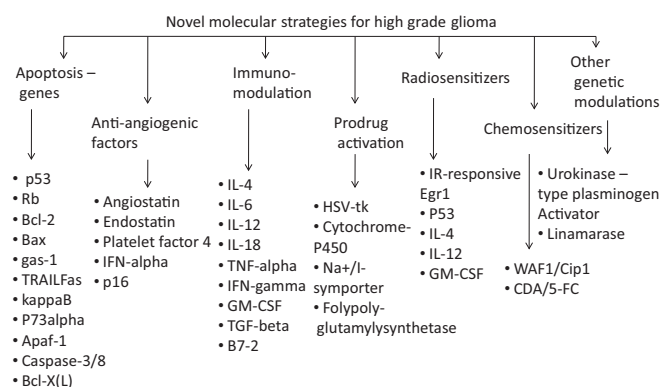 Novel molecular strategies for high grade glioma
Apoptosis –
genes
• p53
• Rb
• Bcl-2
• Bax
• gas-1
• TRAILFas
• kappaB
• P73alpha
• Apaf-1
• Caspase-3/8
• Bcl-X(L)
Anti-angiogenic
factors
• Angiostatin
• Endostatin
• Platelet factor 4
• IFN-alpha
• p16
Immuno-
modulation
• IL-4
• IL-6
• IL-12
• IL-18
• TNF-alpha
• IFN-gamma
• GM-CSF
• TGF-beta
• B7-2
Prodrug
activation
• HSV-tk
• Cytochrome-
P450
• Na+/I-
symporter
• Folypoly-
glutamylysynthetase
Radiosensitizers
• IR-responsive
Egr1
• P53
• IL-4
• IL-12
• GM-CSF
Chemosensitizers
• WAF1/Cip1
• CDA/5-FC
Other
genetic
modulations
• Urokinase –
type plasminogen
Activator
• Linamarase